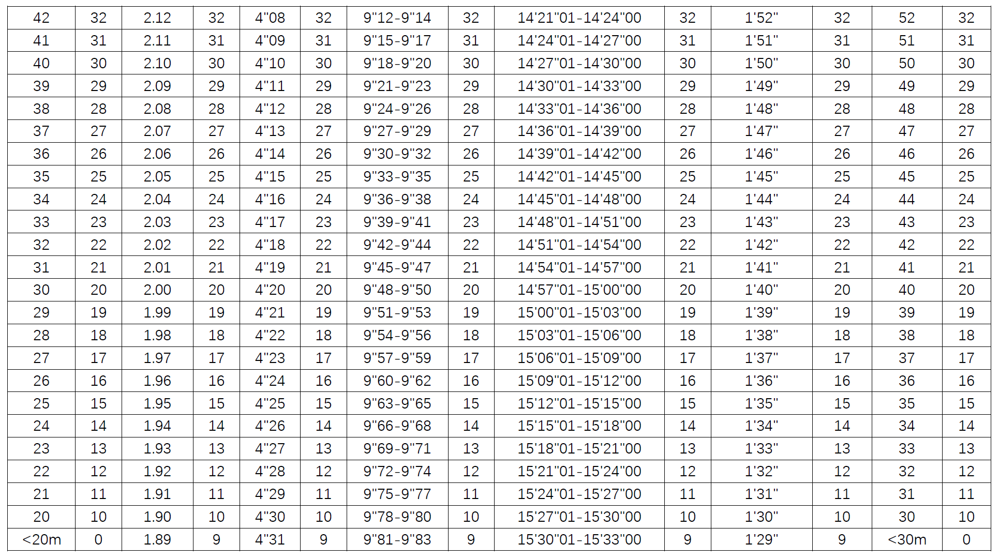 42 32 2.12 32 4"08 32 9"12-9"14 32 14'21"01-14'24"00 32 1'52" 32 52 32
41 31 2.11 31 4"09 31 9"15-9"17 31 14'24"01-14'27"00 31 1'51" 31 51 31
40 30 2.10 30 4"10 30 9"18-9"20 30 14'27"01-14'30"00 30 1'50" 30 50 30
39 29 2.09 29 4"11 29 9"21-9"23 29 14'30"01-14'33"00 29 1'49" 29 49 29
38 28 2.08 28 4"12 28 9"24-9"26 28 14'33"01-14'36"00 28 1'48" 28 48 28
37 27 2.07 27 4"13 27 9"27-9"29 27 14'36"01-14'39"00 27 1'47" 27 47 27
36 26 2.06 26 4"14 26 9"30-9"32 26 14'39"01-14'42"00 26 1'46" 26 46 26
35 25 2.05 25 4"15 25 9"33-9"35 25 14'42"01-14'45"00 25 1'45" 25 45 25
34 24 2.04 24 4"16 24 9"36-9"38 24 14'45"01-14'48"00 24 1'44" 24 44 24
33 23 2.03 23 4"17 23 9"39-9"41 23 14'48"01-14'51"00 23 1'43" 23 43 23
32 22 2.02 22 4"18 22 9"42-9"44 22 14'51"01-14'54"00 22 1'42" 22 42 22
31 21 2.01 21 4"19 21 9"45-9"47 21 14'54"01-14'57"00 21 1'41" 21 41 21
30 20 2.00 20 4"20 20 9"48-9"50 20 14'57"01-15'00"00 20 1'40" 20 40 20
29 19 1.99 19 4"21 19 9"51-9"53 19 15'00"01-15'03"00 19 1'39" 19 39 19
28 18 1.98 18 4"22 18 9"54-9"56 18 15'03"01-15'06"00 18 1'38" 18 38 18
27 17 1.97 17 4"23 17 9"57-9"59 17 15'06"01-15'09"00 17 1'37" 17 37 17
26 16 1.96 16 4"24 16 9"60-9"62 16 15'09"01-15'12"00 16 1'36" 16 36 16
25 15 1.95 15 4"25 15 9"63-9"65 15 15'12"01-15'15"00 15 1'35" 15 35 15
24 14 1.94 14 4"26 14 9"66-9"68 14 15'15"01-15'18"00 14 1'34" 14 34 14
23 13 1.93 13 4"27 13 9"69-9"71 13 15'18"01-15'21"00 13 1'33" 13 33 13
22 12 1.92 12 4"28 12 9"72-9"74 12 15'21"01-15'24"00 12 1'32" 12 32 12
21 11 1.91 11 4"29 11 9"75-9"77 11 15'24"01-15'27"00 11 1'31" 11 31 11
20 10 1.90 10 4"30 10 9"78-9"80 10 15'27"01-15'30"00 10 1'30" 10 30 10
<20m 0 1.89 9 4"31 9 9"81-9"83 9 15'30"01-15'33"00 9 1'29" 9 <30m 0